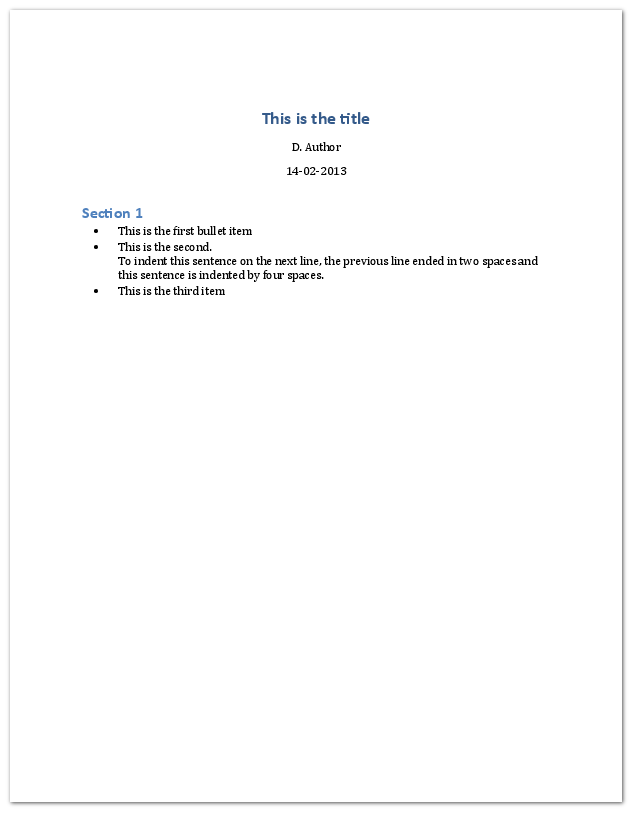 This is the title
D. Author
14-02-2013
Section 1
• This is the first bullet item
• This is the second.
To indent this sentence on the next line, the previous line ended in two spaces and
this sentence is indented by four spaces.
• This is the third item